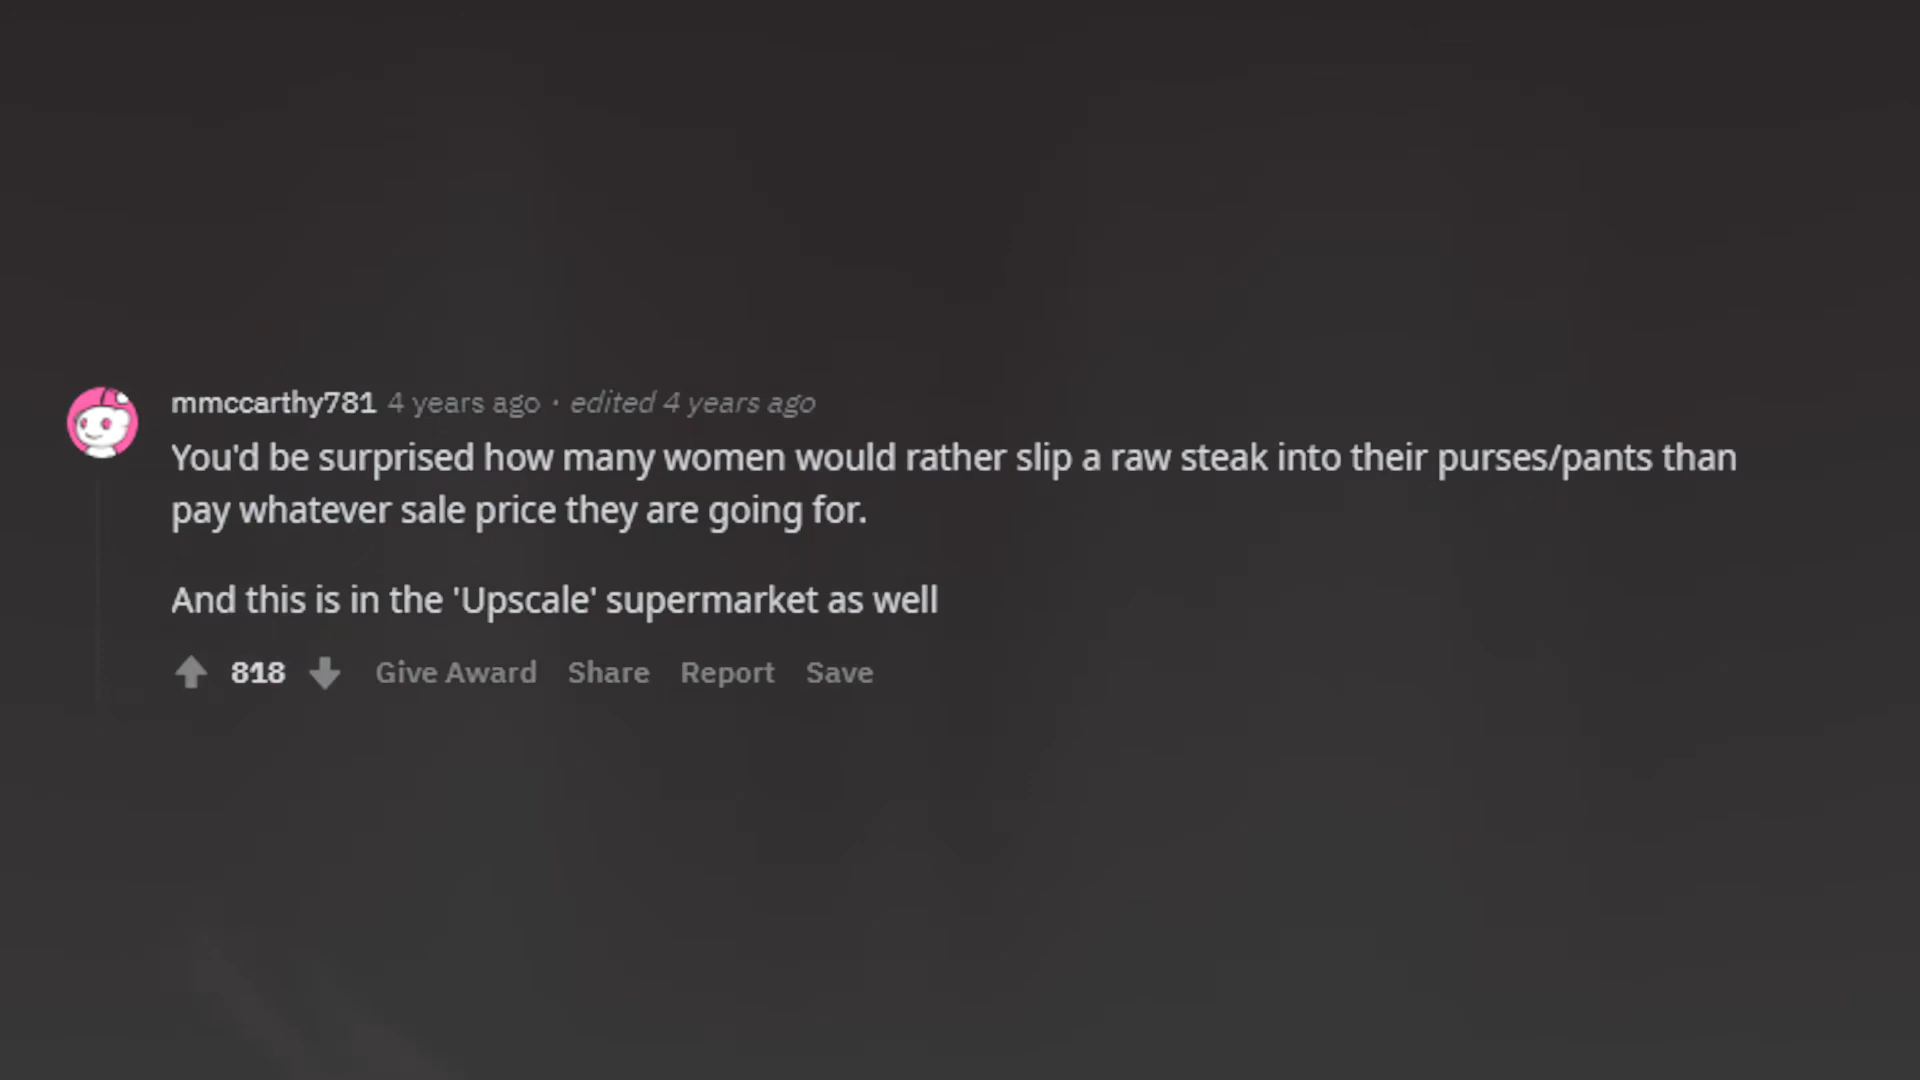 mmccarthy781 4 years ago · edited 4 years ago
You'd be surprised how many women would rather slip a raw steak into their purses/pants than
pay whatever sale price they are going for.
And this is in the 'Upscale' supermarket as well
818 Give Award Share Report Save